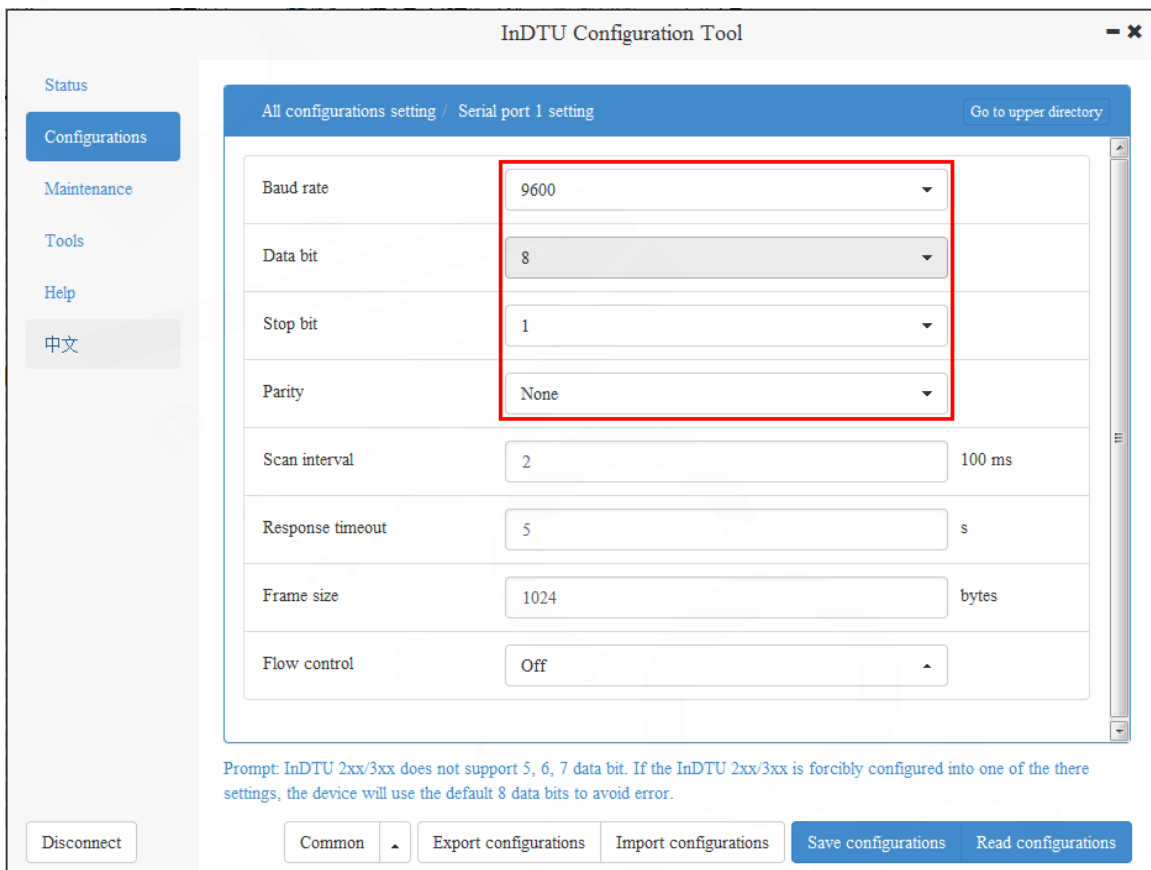 InDTU Configuration Tool
Status
Configurations
Maintenance
Tools
Help
中文
All configurations setting / Serial port 1 setting
Go to upper directory
Baud rate 9600
Data bit 8
Stop bit 1
Parity None
Scan interval 2 100 ms
Response timeout 5 s
Frame size 1024 bytes
Flow control Off
Prompt: InDTU 2xx/3xx does not support 5, 6, 7 data bit. If the InDTU 2xx/3xx is forcibly configured into one of the there
settings, the device will use the default 8 data bits to avoid error.
Disconnect Common Export configurations Import configurations Save configurations Read configurations